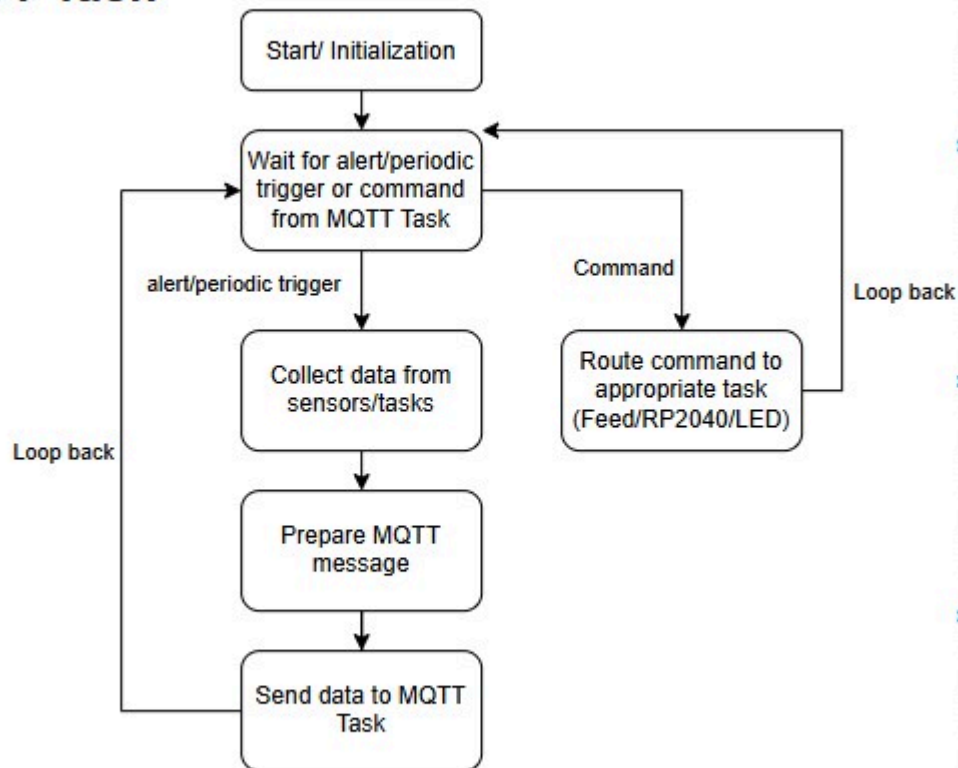 Start/ Initialization
Wait for alert/periodic
trigger or command
from MQTT Task
alert/periodic trigger
Command
Loop back
Collect data from
sensors/tasks
Route command to
appropriate task
(Feed/RP2040/LED)
Loop back
Prepare MQTT
message
Send data to MQTT
Task